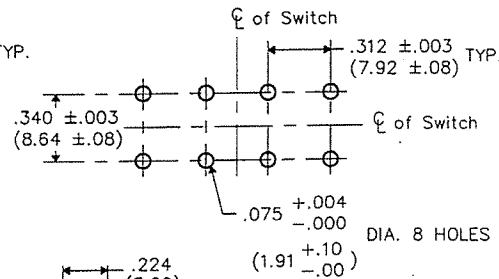 ℄ of Switch
TYP.
.312 ±.003 TYP.
(7.92 ±.08)
.340 ±.003
(8.64 ±.08)
℄ of Switch
.075 +.004 -.000
DIA. 8 HOLES
(1.91 +.10 -.00)
.224